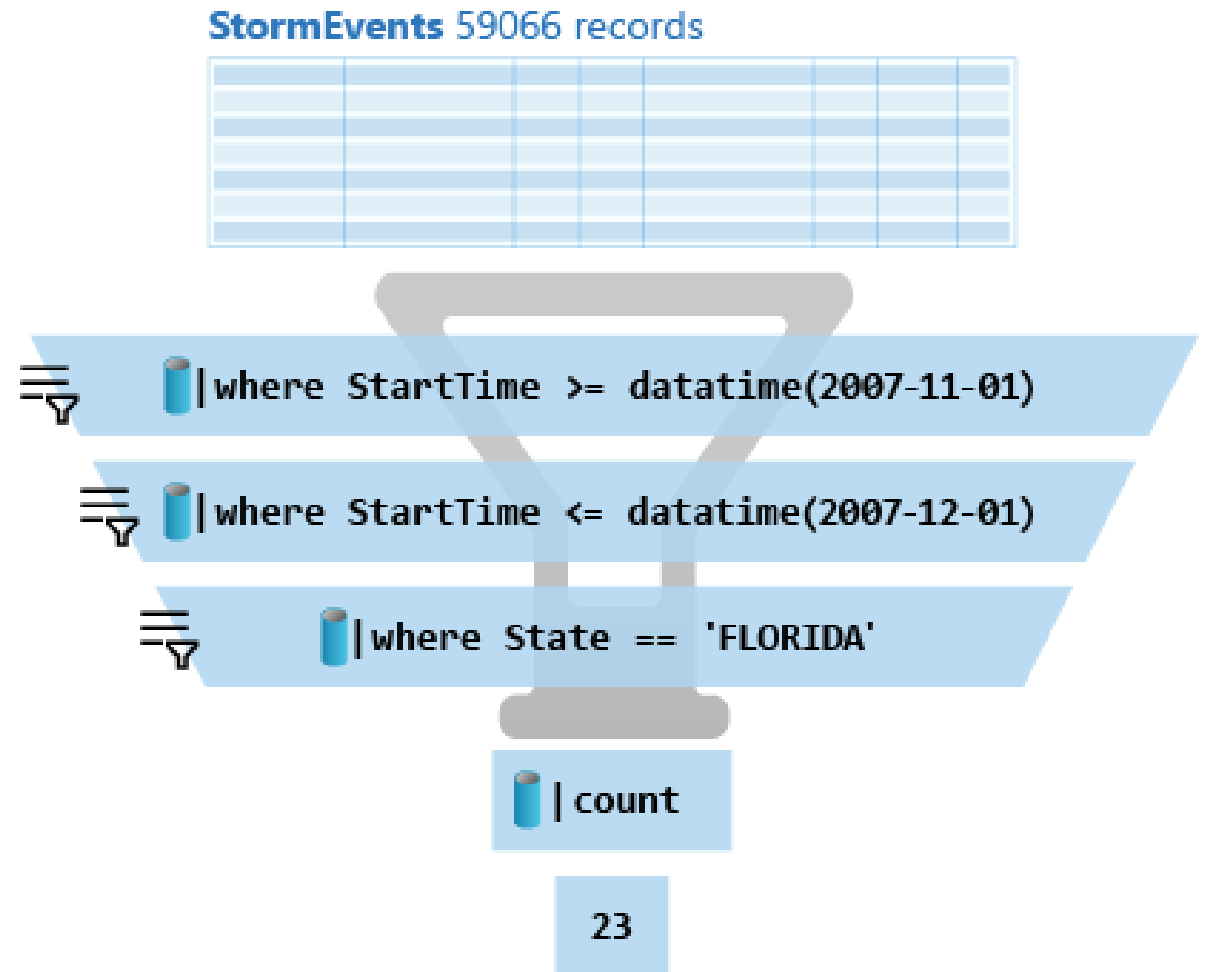 StormEvents 59066 records
|where StartTime >= datatime(2007-11-01)
|where StartTime <= datatime(2007-12-01)
|where State == 'FLORIDA'
|count
23